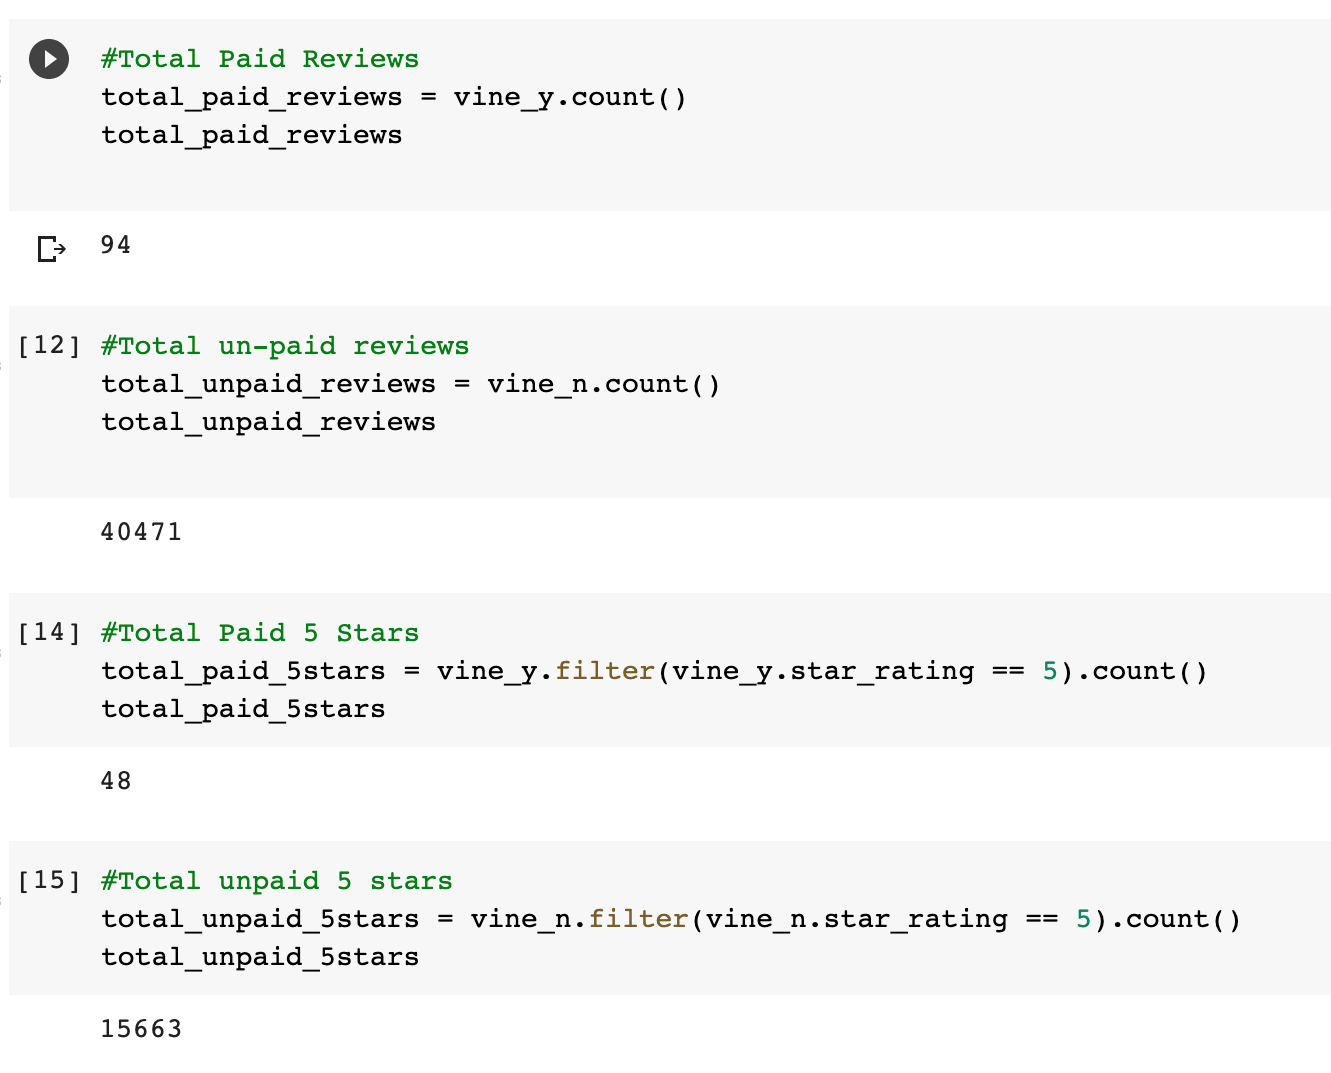 #Total Paid Reviews
total_paid_reviews = vine_y.count()
total_paid_reviews
94
[12] #Total un-paid reviews
total_unpaid_reviews = vine_n.count()
total_unpaid_reviews
40471
[14] #Total Paid 5 Stars
total_paid_5stars = vine_y.filter(vine_y.star_rating == 5).count()
total_paid_5stars
48
[15] #Total unpaid 5 stars
total_unpaid_5stars = vine_n.filter(vine_n.star_rating == 5).count()
total_unpaid_5stars
15663